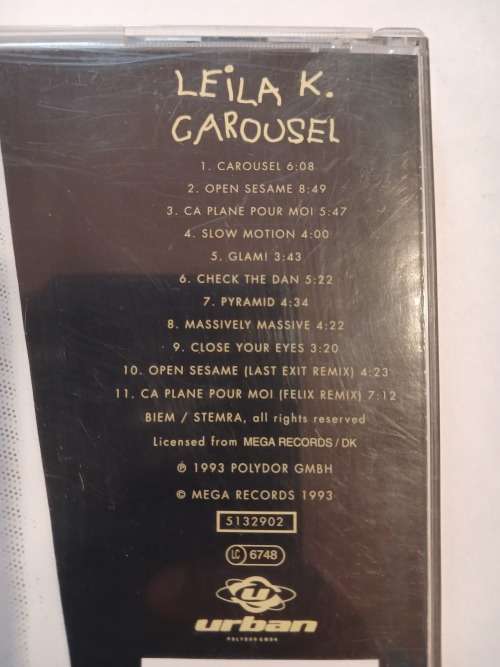 LEiLA K.
CAROUSEL
1. CAROUSEL 6:08
2. OPEN SESAME 8:49
3. CA PLANE POUR MOI 5:47
4. SLOW MOTION 4:00
5. GLAM! 3:43
6. CHECK THE DAN 5:22
7. PYRAMID 4:34
8. MASSIVELY MASSIVE 4:22
9. CLOSE YOUR EYES 3:20
10. OPEN SESAME (LAST EXIT REMIX) 4:23
11. CA PLANE POUR MOI (FELIX REMIX) 7:12
BIEM / STEMRA, all rights reserved
Licensed from MEGA RECORDS / DK
℗ 1993 POLYDOR GMBH
© MEGA RECORDS 1993
5132902
LC 6748
u
urban
POLYDOR GMBH